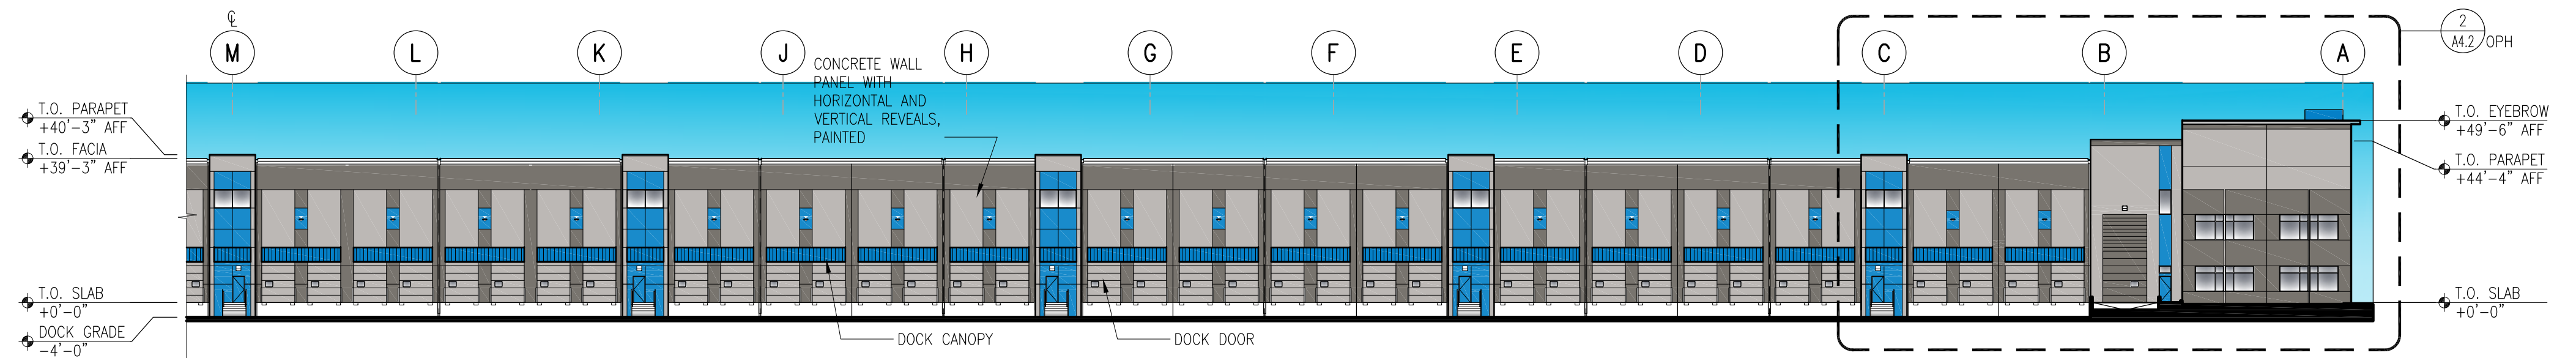 ℄
M
L
K
J
H
G
F
E
D
C
B
A
2
A4.2 OPH
CONCRETE WALL
PANEL WITH
HORIZONTAL AND
VERTICAL REVEALS,
PAINTED
T.O. PARAPET
+40'-3" AFF
T.O. FACIA
+39'-3" AFF
T.O. SLAB
+0'-0"
DOCK GRADE
-4'-0"
T.O. EYEBROW
+49'-6" AFF
T.O. PARAPET
+44'-4" AFF
T.O. SLAB
+0'-0"
DOCK CANOPY
DOCK DOOR